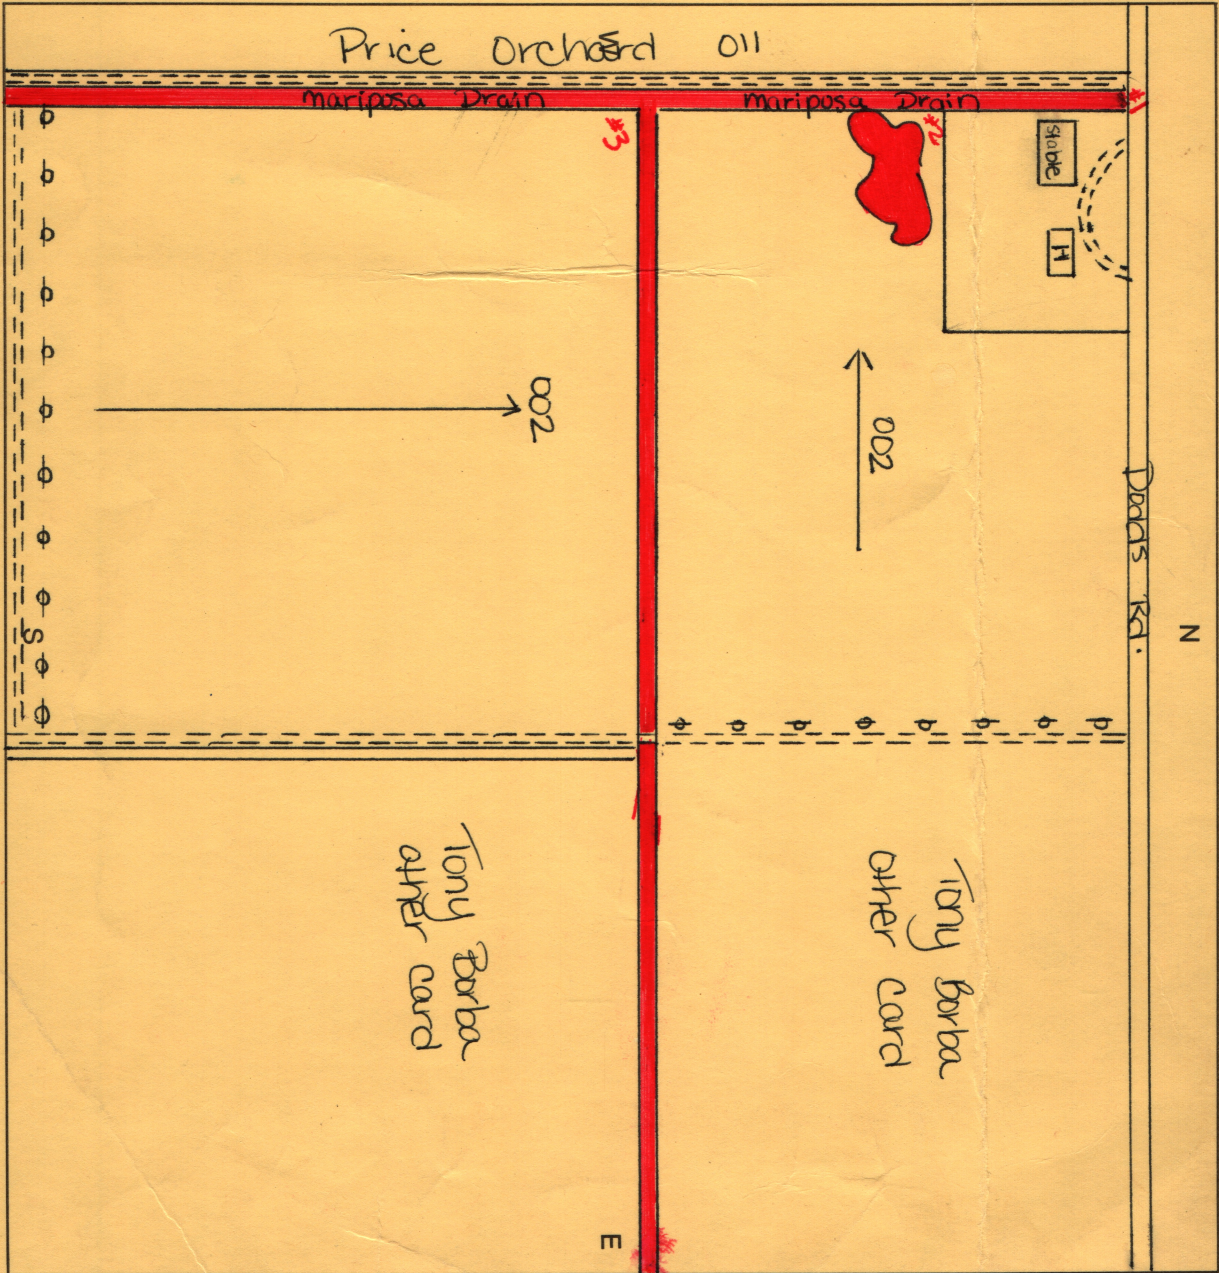 Price Orchard 011
Mariposa Drain
Mariposa Drain
#1
#2
#3
Stable
H
002
002
Dodds Rd.
N
S
Tony Borba
other card
Tony Borba
other card
E